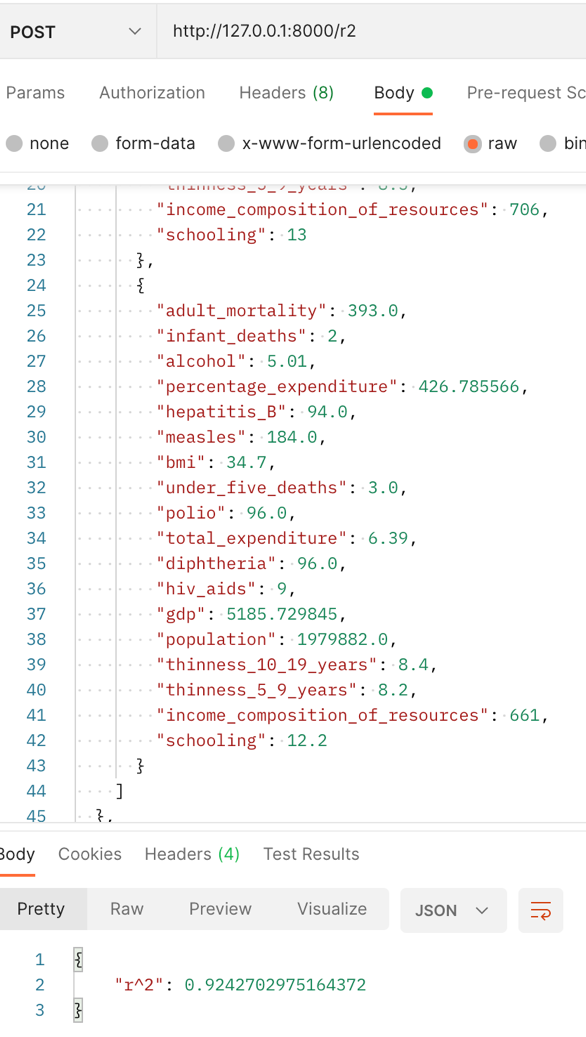 POST http://127.0.0.1:8000/r2
Params Authorization Headers (8) Body Pre-request Sc
none form-data x-www-form-urlencoded raw bin
20 "thinness_5_9_years": 8.3,
21 "income_composition_of_resources": 706,
22 "schooling": 13
23 },
24 {
25 "adult_mortality": 393.0,
26 "infant_deaths": 2,
27 "alcohol": 5.01,
28 "percentage_expenditure": 426.785566,
29 "hepatitis_B": 94.0,
30 "measles": 184.0,
31 "bmi": 34.7,
32 "under_five_deaths": 3.0,
33 "polio": 96.0,
34 "total_expenditure": 6.39,
35 "diphtheria": 96.0,
36 "hiv_aids": 9,
37 "gdp": 5185.729845,
38 "population": 1979882.0,
39 "thinness_10_19_years": 8.4,
40 "thinness_5_9_years": 8.2,
41 "income_composition_of_resources": 661,
42 "schooling": 12.2
43 }
44 ]
45 },
Body Cookies Headers (4) Test Results
Pretty Raw Preview Visualize JSON
1 {
2 "r^2": 0.9242702975164372
3 }